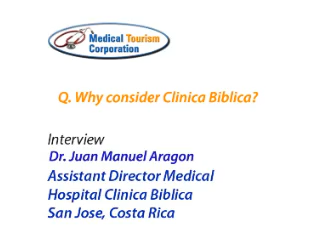 Medical Tourism
Corporation
Q. Why consider Clinica Biblica?
Interview
Dr. Juan Manuel Aragon
Assistant Director Medical
Hospital Clinica Biblica
San Jose, Costa Rica